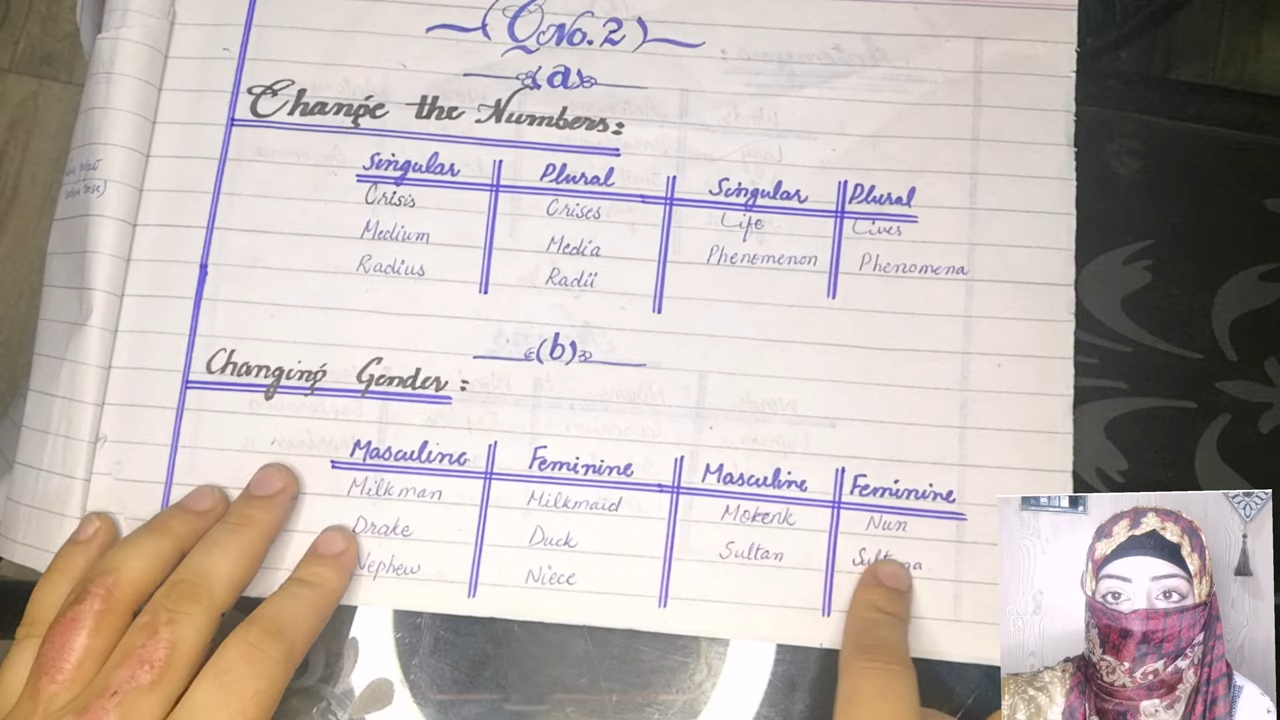 (Q No. 2)
(a)
Change the Numbers:
Singular Plural Singular Plural
Crisis Crises Life Lives
Medium Media Phenomenon Phenomena
Radius Radii
(b)
Changing Gender:
Masculine Feminine Masculine Feminine
Milkman Milkmaid Mokenk Nun
Drake Duck Sultan
Nephew Niece